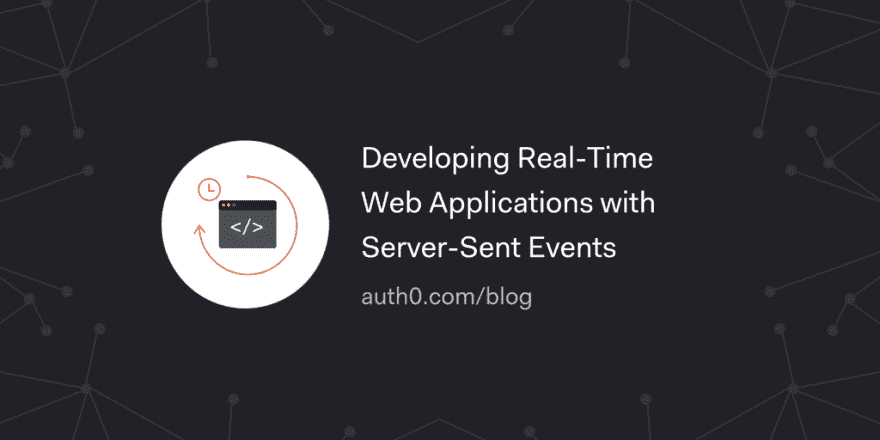 </>
Developing Real-Time
Web Applications with
Server-Sent Events
auth0.com/blog